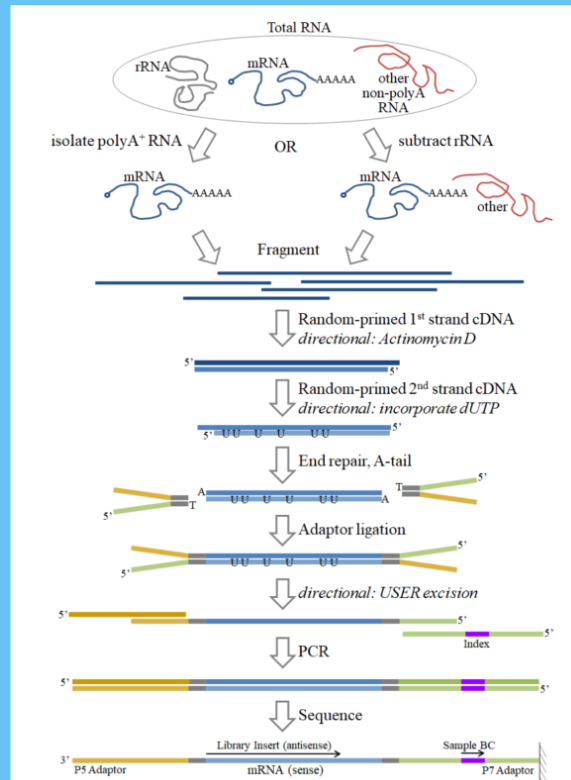 Total RNA
rRNA
mRNA
AAAAA
other
non-polyA
RNA
isolate polyA⁺ RNA
OR
subtract rRNA
mRNA
AAAAA
mRNA
AAAAA
other
Fragment
Random-primed 1st strand cDNA
directional: Actinomycin D
5’
5’
Random-primed 2nd strand cDNA
directional: incorporate dUTP
5’
5’ UU U U UU
End repair, A-tail
5’
A
T
T
UU U U UU
A
5’
Adaptor ligation
5’
UU U U UU
5’
directional: USER excision
5’
5’
5’
Index
PCR
5’
5’
Sequence
Library Insert (antisense)
Sample BC
3’
P5 Adaptor
mRNA (sense)
P7 Adaptor